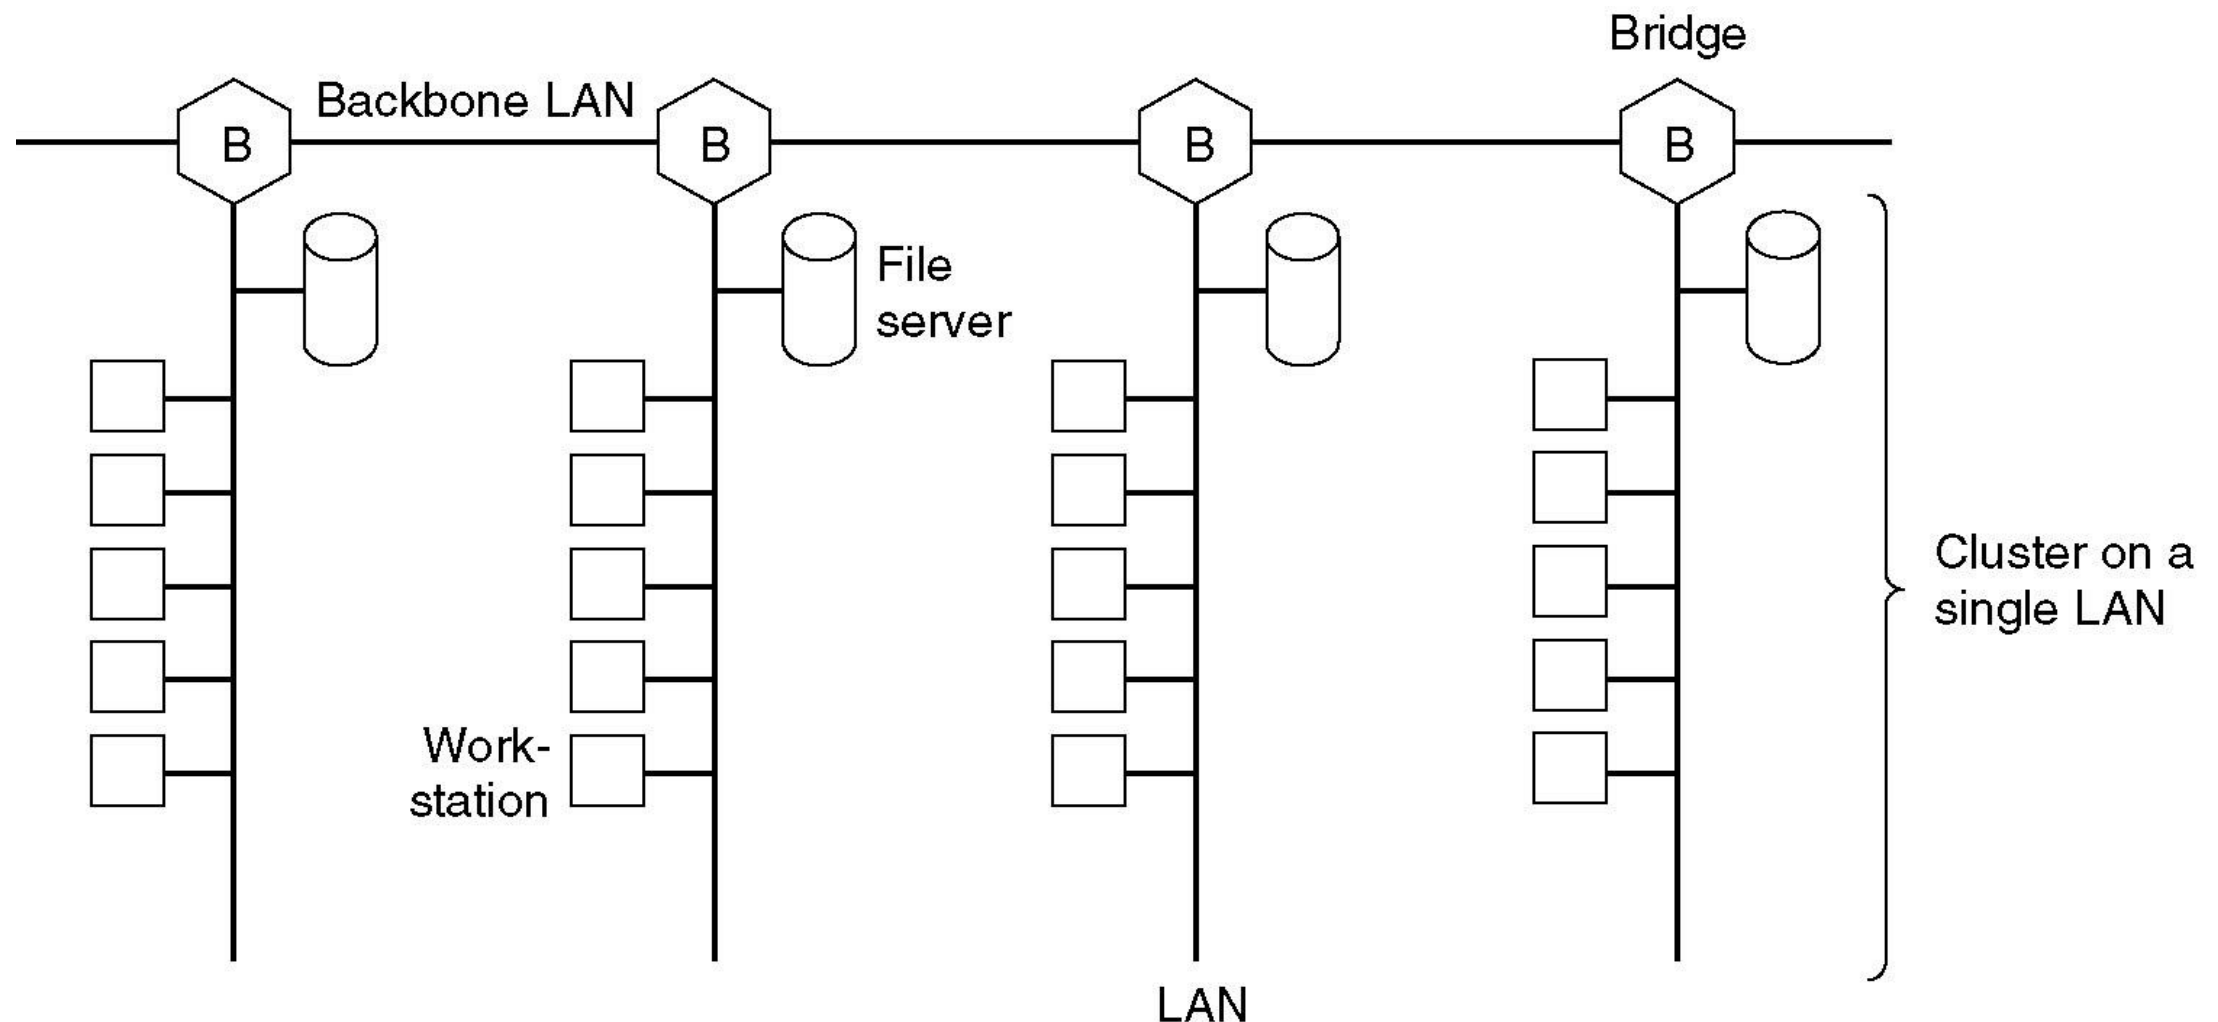 Bridge
Backbone LAN
B
B
B
B
File
server
Work-
station
Cluster on a
single LAN
LAN